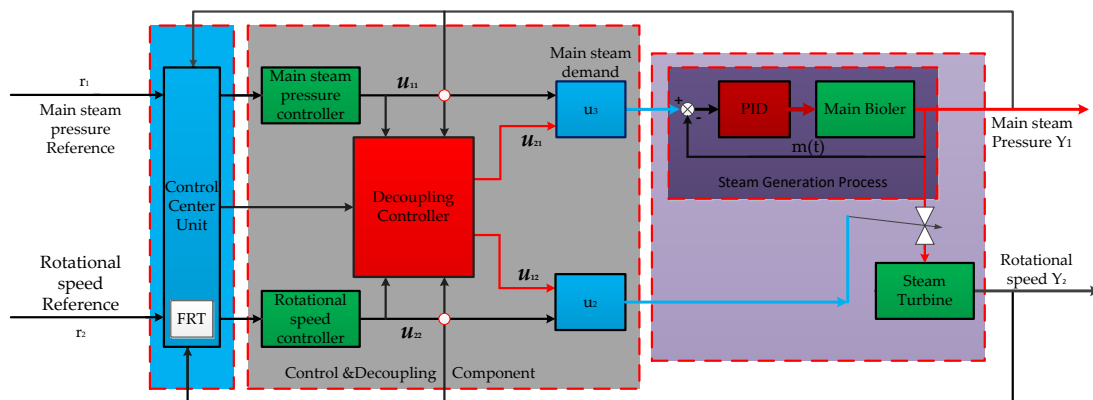 r₁
Main steam
pressure
Reference
Rotational
speed
Reference
r₂
Control
Center
Unit
FRT
Main steam
pressure
controller
u₁₁
Decoupling
Controller
Rotational
speed
controller
u₂₂
Control &Decoupling Component
Main steam
demand
u₃
u₂₁
u₁₂
u₂
+
-
PID
Main Bioler
m(t)
Steam Generation Process
Steam
Turbine
Main steam
Pressure Y₁
Rotational
speed Y₂